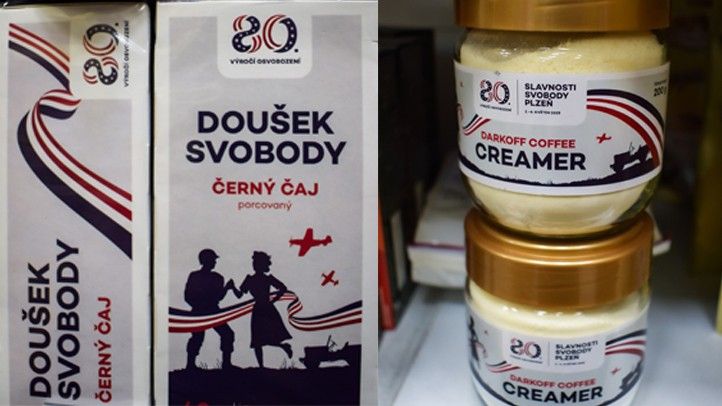 80.
DOUŠEK SVOBODY
ČERNÝ ČAJ
80.
VÝROČÍ OSVOBOZENÍ
DOUŠEK
SVOBODY
ČERNÝ ČAJ
porcovaný
80.
VÝROČÍ OSVOBOZENÍ
SLAVNOSTI
SVOBODY
PLZEŇ
200 g
DARKOFF COFFEE
CREAMER
80.
SLAVNOSTI
SVOBODY
PLZEŇ
DARKOFF COFFEE
CREAMER